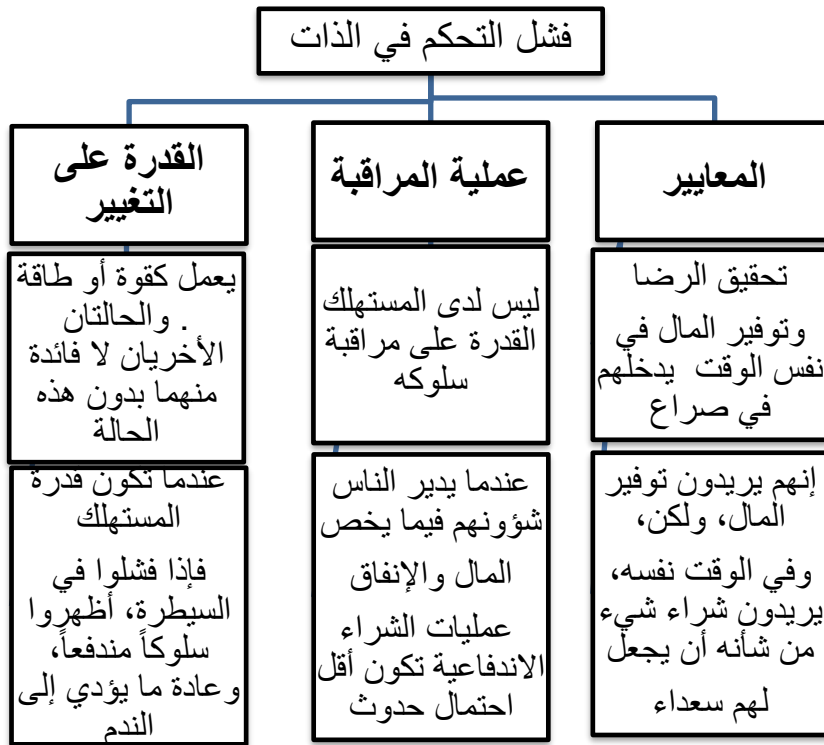 فشل التحكم في الذات
المعايير
تحقيق الرضا
وتوفير المال في
نفس الوقت يدخلهم
في صراع
إنهم يريدون توفير
المال، ولكن،
وفي الوقت نفسه،
يريدون شراء شيء
من شأنه أن يجعل
لهم سعداء
عملية المراقبة
ليس لدى المستهلك
القدرة على مراقبة
سلوكه
عندما يدير الناس
شؤونهم فيما يخص
المال والإنفاق
عمليات الشراء
الاندفاعية تكون أقل
احتمال حدوث
القدرة على
التغيير
يعمل كقوة أو طاقة
. والحالتان
الأخريان لا فائدة
منهما بدون هذه
الحالة
عندما تكون قدرة
المستهلك
فإذا فشلوا في
السيطرة، أظهروا
سلوكاً مندفعاً،
وعادة ما يؤدي إلى
الندم